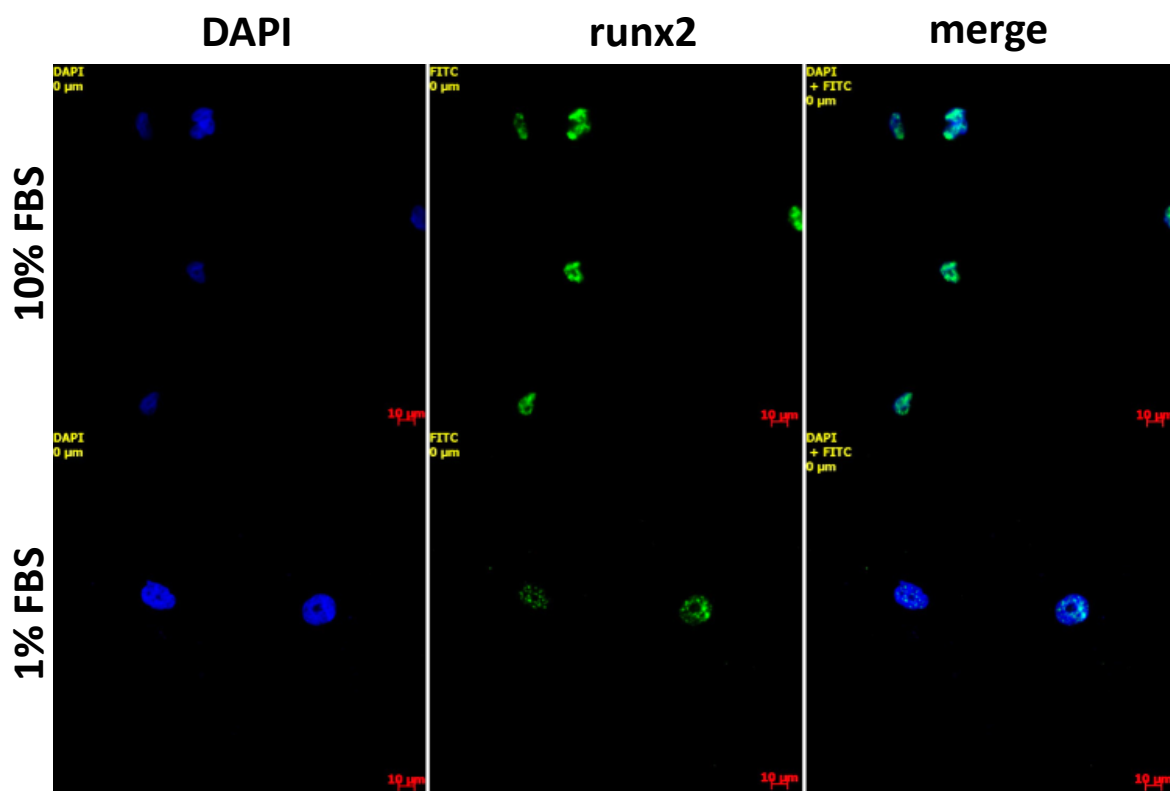 DAPI
runx2
merge
10% FBS
DAPI
0 µm
FITC
0 µm
DAPI
+ FITC
0 µm
10 µm
10 µm
10 µm
1% FBS
DAPI
0 µm
FITC
0 µm
DAPI
+ FITC
0 µm
10 µm
10 µm
10 µm